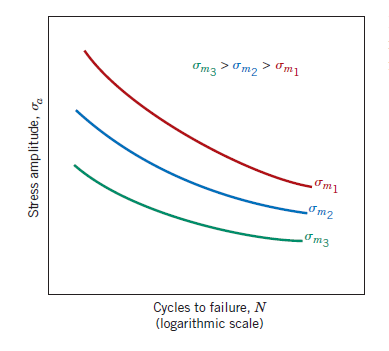 σm3 > σm2 > σm1
Stress amplitude, σa
σm1
σm2
σm3
Cycles to failure, N
(logarithmic scale)